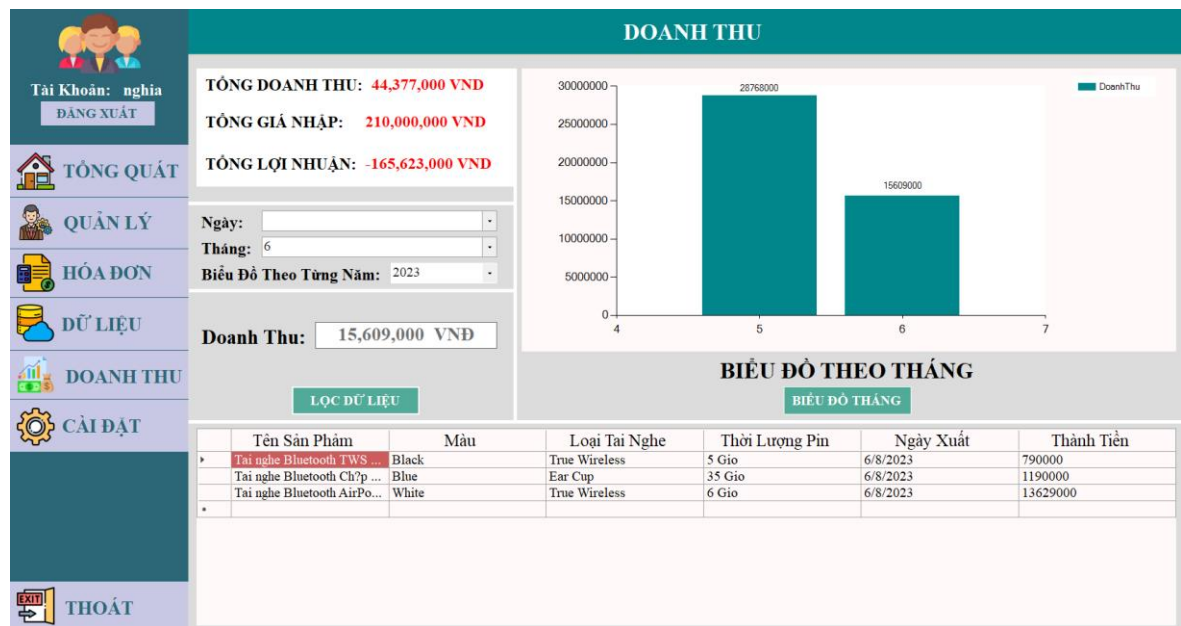 DOANH THU
Tài Khoản: nghia
ĐĂNG XUẤT
TỔNG QUÁT
QUẢN LÝ
HÓA ĐƠN
DỮ LIỆU
DOANH THU
CÀI ĐẶT
EXIT
THOÁT
TỔNG DOANH THU: 44,377,000 VND
TỔNG GIÁ NHẬP: 210,000,000 VND
TỔNG LỢI NHUẬN: -165,623,000 VND
Ngày:
Tháng: 6
Biểu Đồ Theo Từng Năm: 2023
Doanh Thu: 15,609,000 VNĐ
LỌC DỮ LIỆU
30000000
25000000
20000000
15000000
10000000
5000000
0
28768000
15609000
4 5 6 7
DoanhThu
BIỂU ĐỒ THEO THÁNG
BIỂU ĐỒ THÁNG
Tên Sản Phẩm Màu Loại Tai Nghe Thời Lượng Pin Ngày Xuất Thành Tiền
Tai nghe Bluetooth TWS ... Black True Wireless 5 Gio 6/8/2023 790000
Tai nghe Bluetooth Ch?p ... Blue Ear Cup 35 Gio 6/8/2023 1190000
Tai nghe Bluetooth AirPo... White True Wireless 6 Gio 6/8/2023 13629000